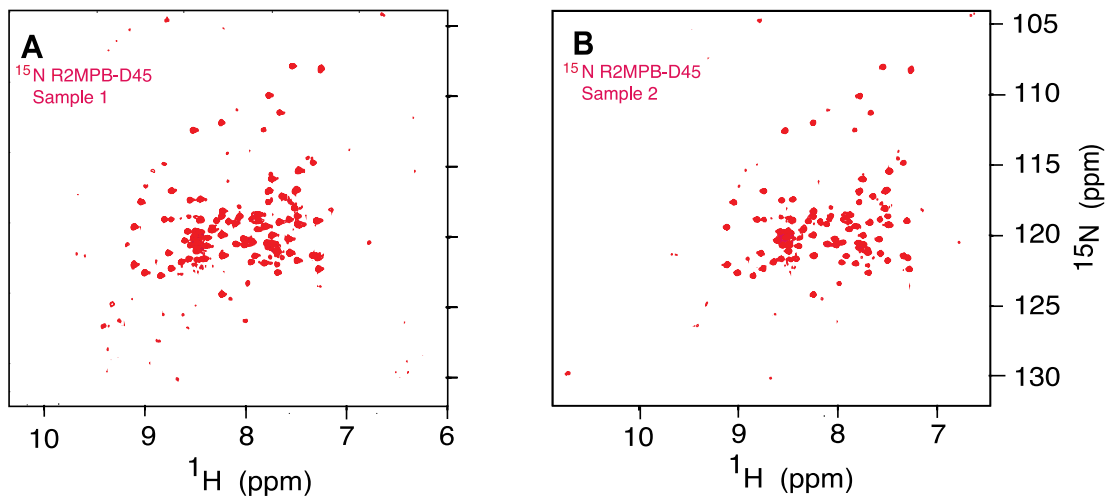 A
¹⁵N R2MPB-D45
Sample 1
10
9
8
7
6
¹H (ppm)
B
¹⁵N R2MPB-D45
Sample 2
105
110
115
120
125
130
¹⁵N (ppm)
10
9
8
7
¹H (ppm)